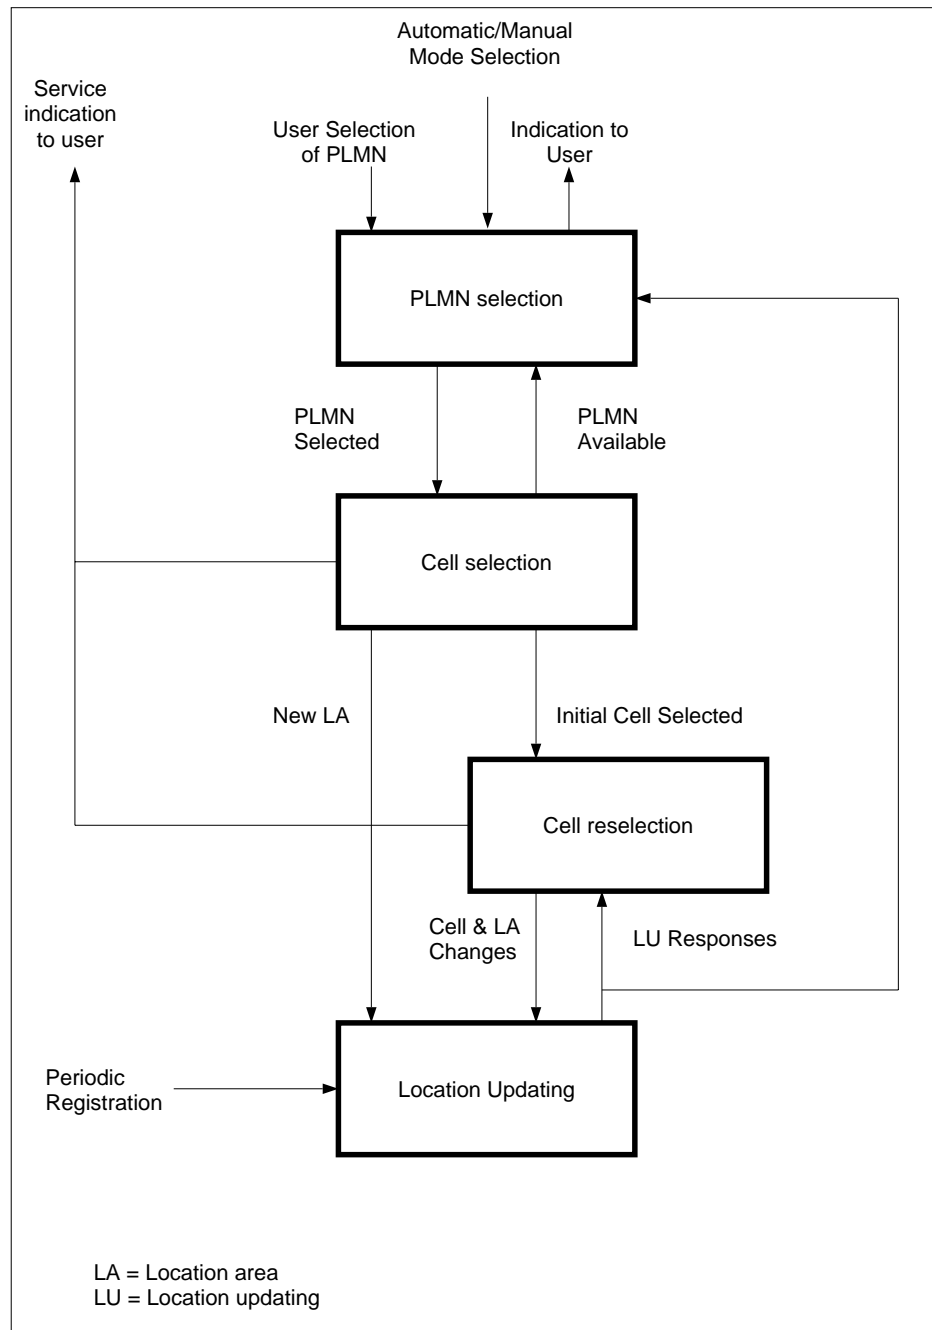 Automatic/Manual
Mode Selection
Service
indication
to user
User Selection
of PLMN
Indication to
User
PLMN selection
PLMN
Selected
PLMN
Available
Cell selection
New LA
Initial Cell Selected
Cell reselection
Cell & LA
Changes
LU Responses
Periodic
Registration
Location Updating
LA = Location area
LU = Location updating